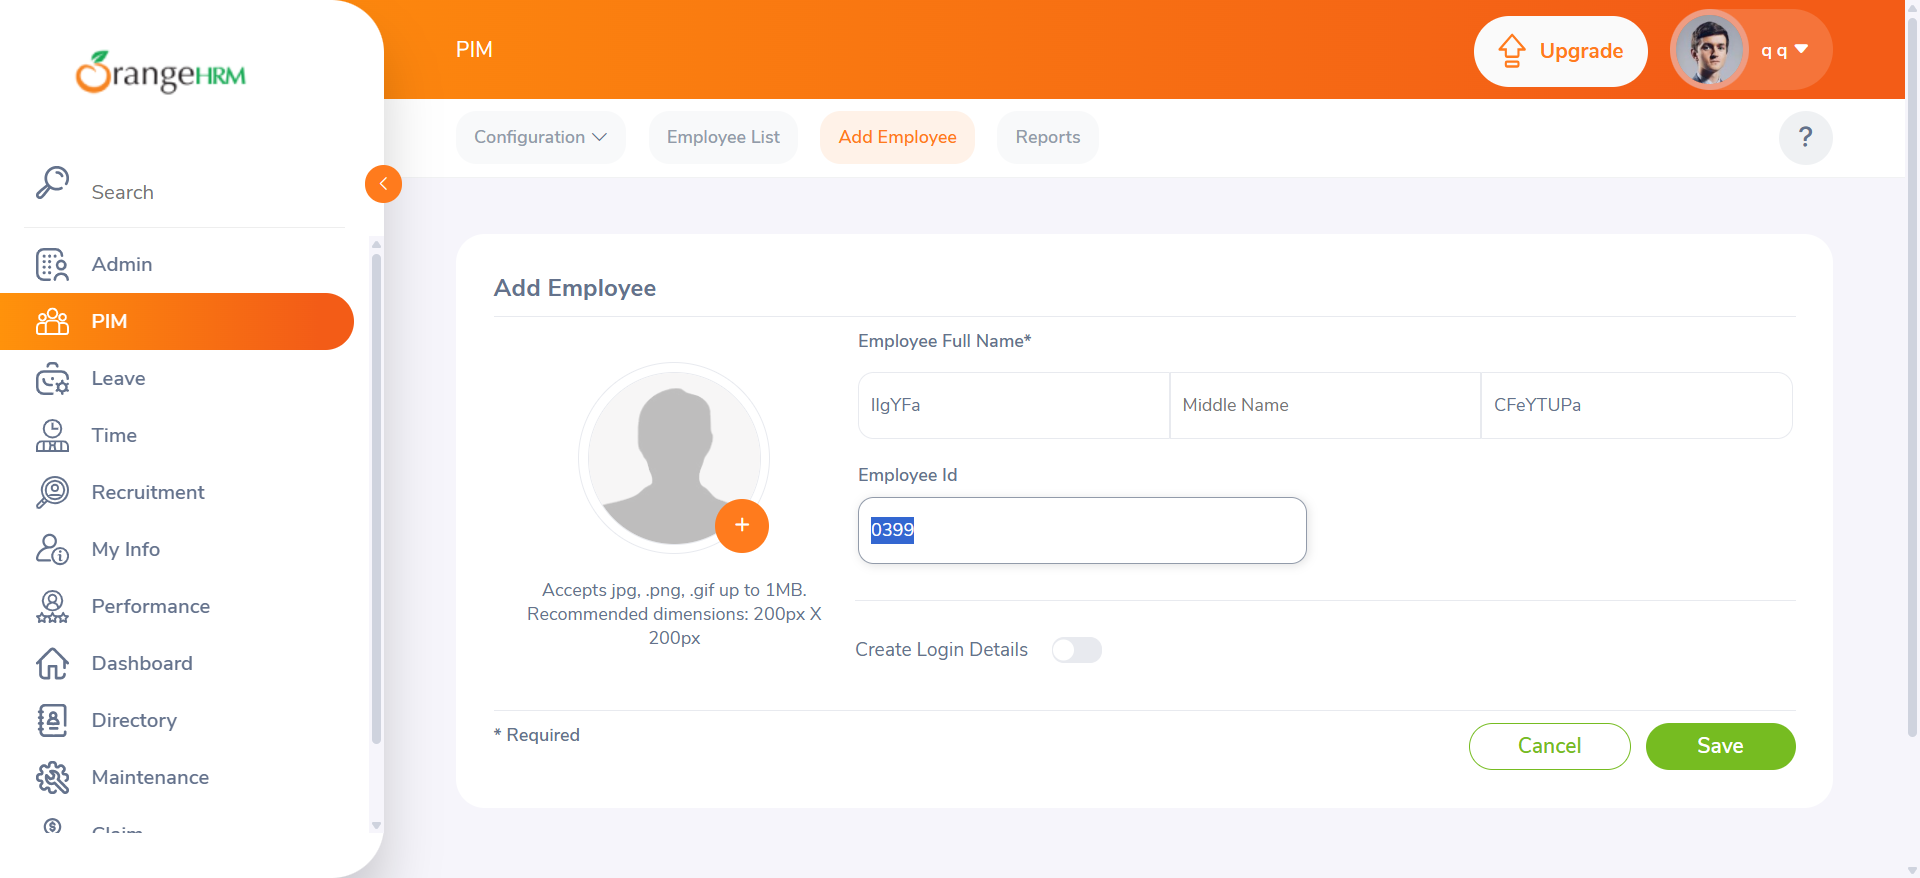 OrangeHRM
PIM
Upgrade
q q
Configuration
Employee List
Add Employee
Reports
?
Search
Admin
PIM
Leave
Time
Recruitment
My Info
Performance
Dashboard
Directory
Maintenance
Claim
Add Employee
Employee Full Name*
IlgYFa
Middle Name
CFeYTUPa
Employee Id
0399
Accepts jpg, .png, .gif up to 1MB.
Recommended dimensions: 200px X
200px
Create Login Details
* Required
Cancel
Save